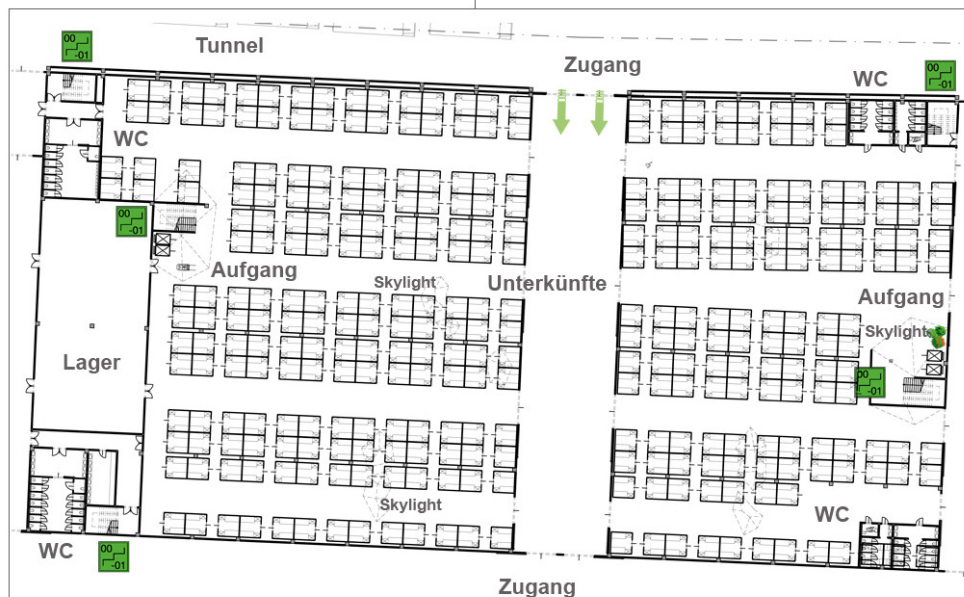 00
-01
Tunnel
Zugang
WC
00
-01
WC
00
-01
Aufgang
Skylight
Unterkünfte
Aufgang
Skylight
Lager
00
-01
Skylight
WC
WC
00
-01
Zugang